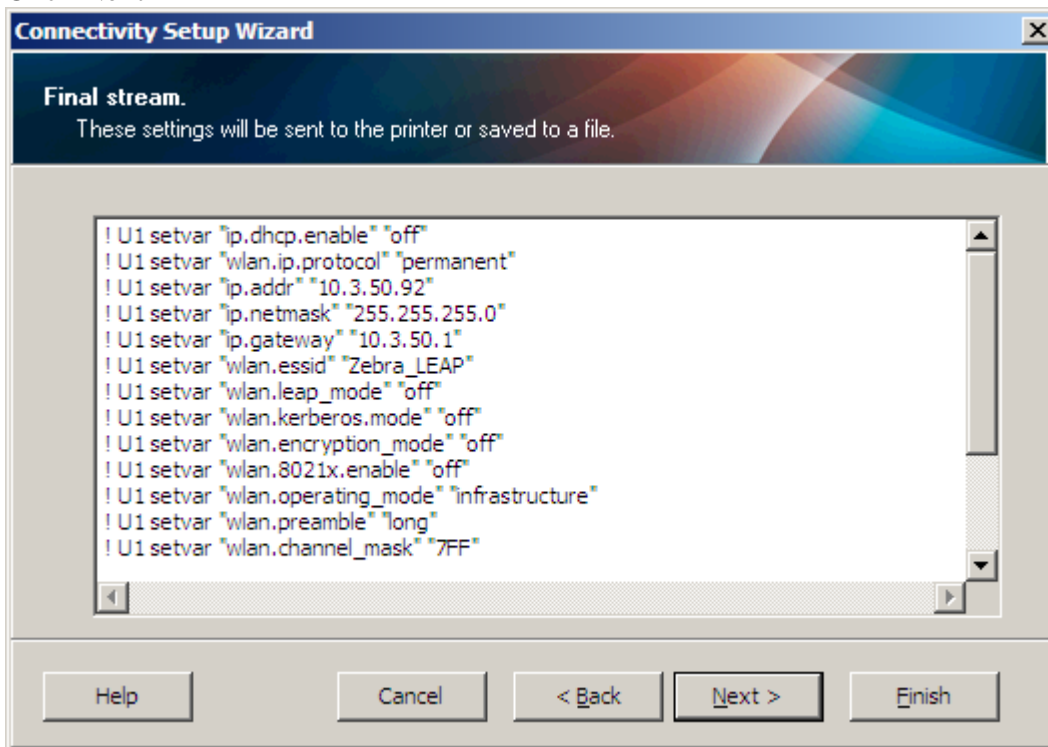 Connectivity Setup Wizard
Final stream.
These settings will be sent to the printer or saved to a file.
! U1 setvar "ip.dhcp.enable" "off"
! U1 setvar "wlan.ip.protocol" "permanent"
! U1 setvar "ip.addr" "10.3.50.92"
! U1 setvar "ip.netmask" "255.255.255.0"
! U1 setvar "ip.gateway" "10.3.50.1"
! U1 setvar "wlan.essid" "Zebra_LEAP"
! U1 setvar "wlan.leap_mode" "off"
! U1 setvar "wlan.kerberos.mode" "off"
! U1 setvar "wlan.encryption_mode" "off"
! U1 setvar "wlan.8021x.enable" "off"
! U1 setvar "wlan.operating_mode" "infrastructure"
! U1 setvar "wlan.preamble" "long"
! U1 setvar "wlan.channel_mask" "7FF"
Help Cancel < Back Next > Finish